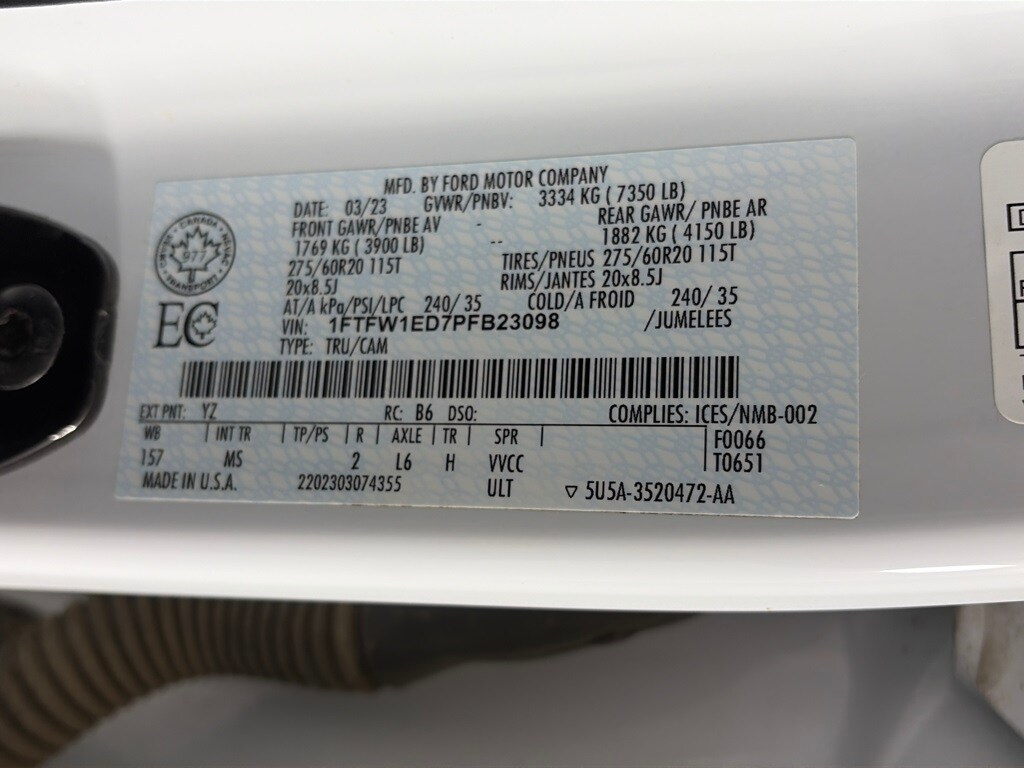 MFD. BY FORD MOTOR COMPANY
DATE: 03/23 GVWR/PNBV: 3334 KG ( 7350 LB)
FRONT GAWR/PNBE AV - REAR GAWR/ PNBE AR
1769 KG ( 3900 LB) -- 1882 KG ( 4150 LB)
275/60R20 115T TIRES/PNEUS 275/60R20 115T
20x8.5J RIMS/JANTES 20x8.5J
AT/A kPa/PSI/LPC 240/ 35 COLD/A FROID 240/ 35
VIN: 1FTFW1ED7PFB23098 /JUMELEES
TYPE: TRU/CAM
CANADA
977
TRANSPORT
EC
EXT PNT: YZ RC: B6 DSO: COMPLIES: ICES/NMB-002
WB | INT TR | TP/PS | R | AXLE | TR | SPR | F0066
157 MS 2 L6 H VVCC T0651
MADE IN U.S.A. 2202303074355 ULT ▽ 5U5A-3520472-AA